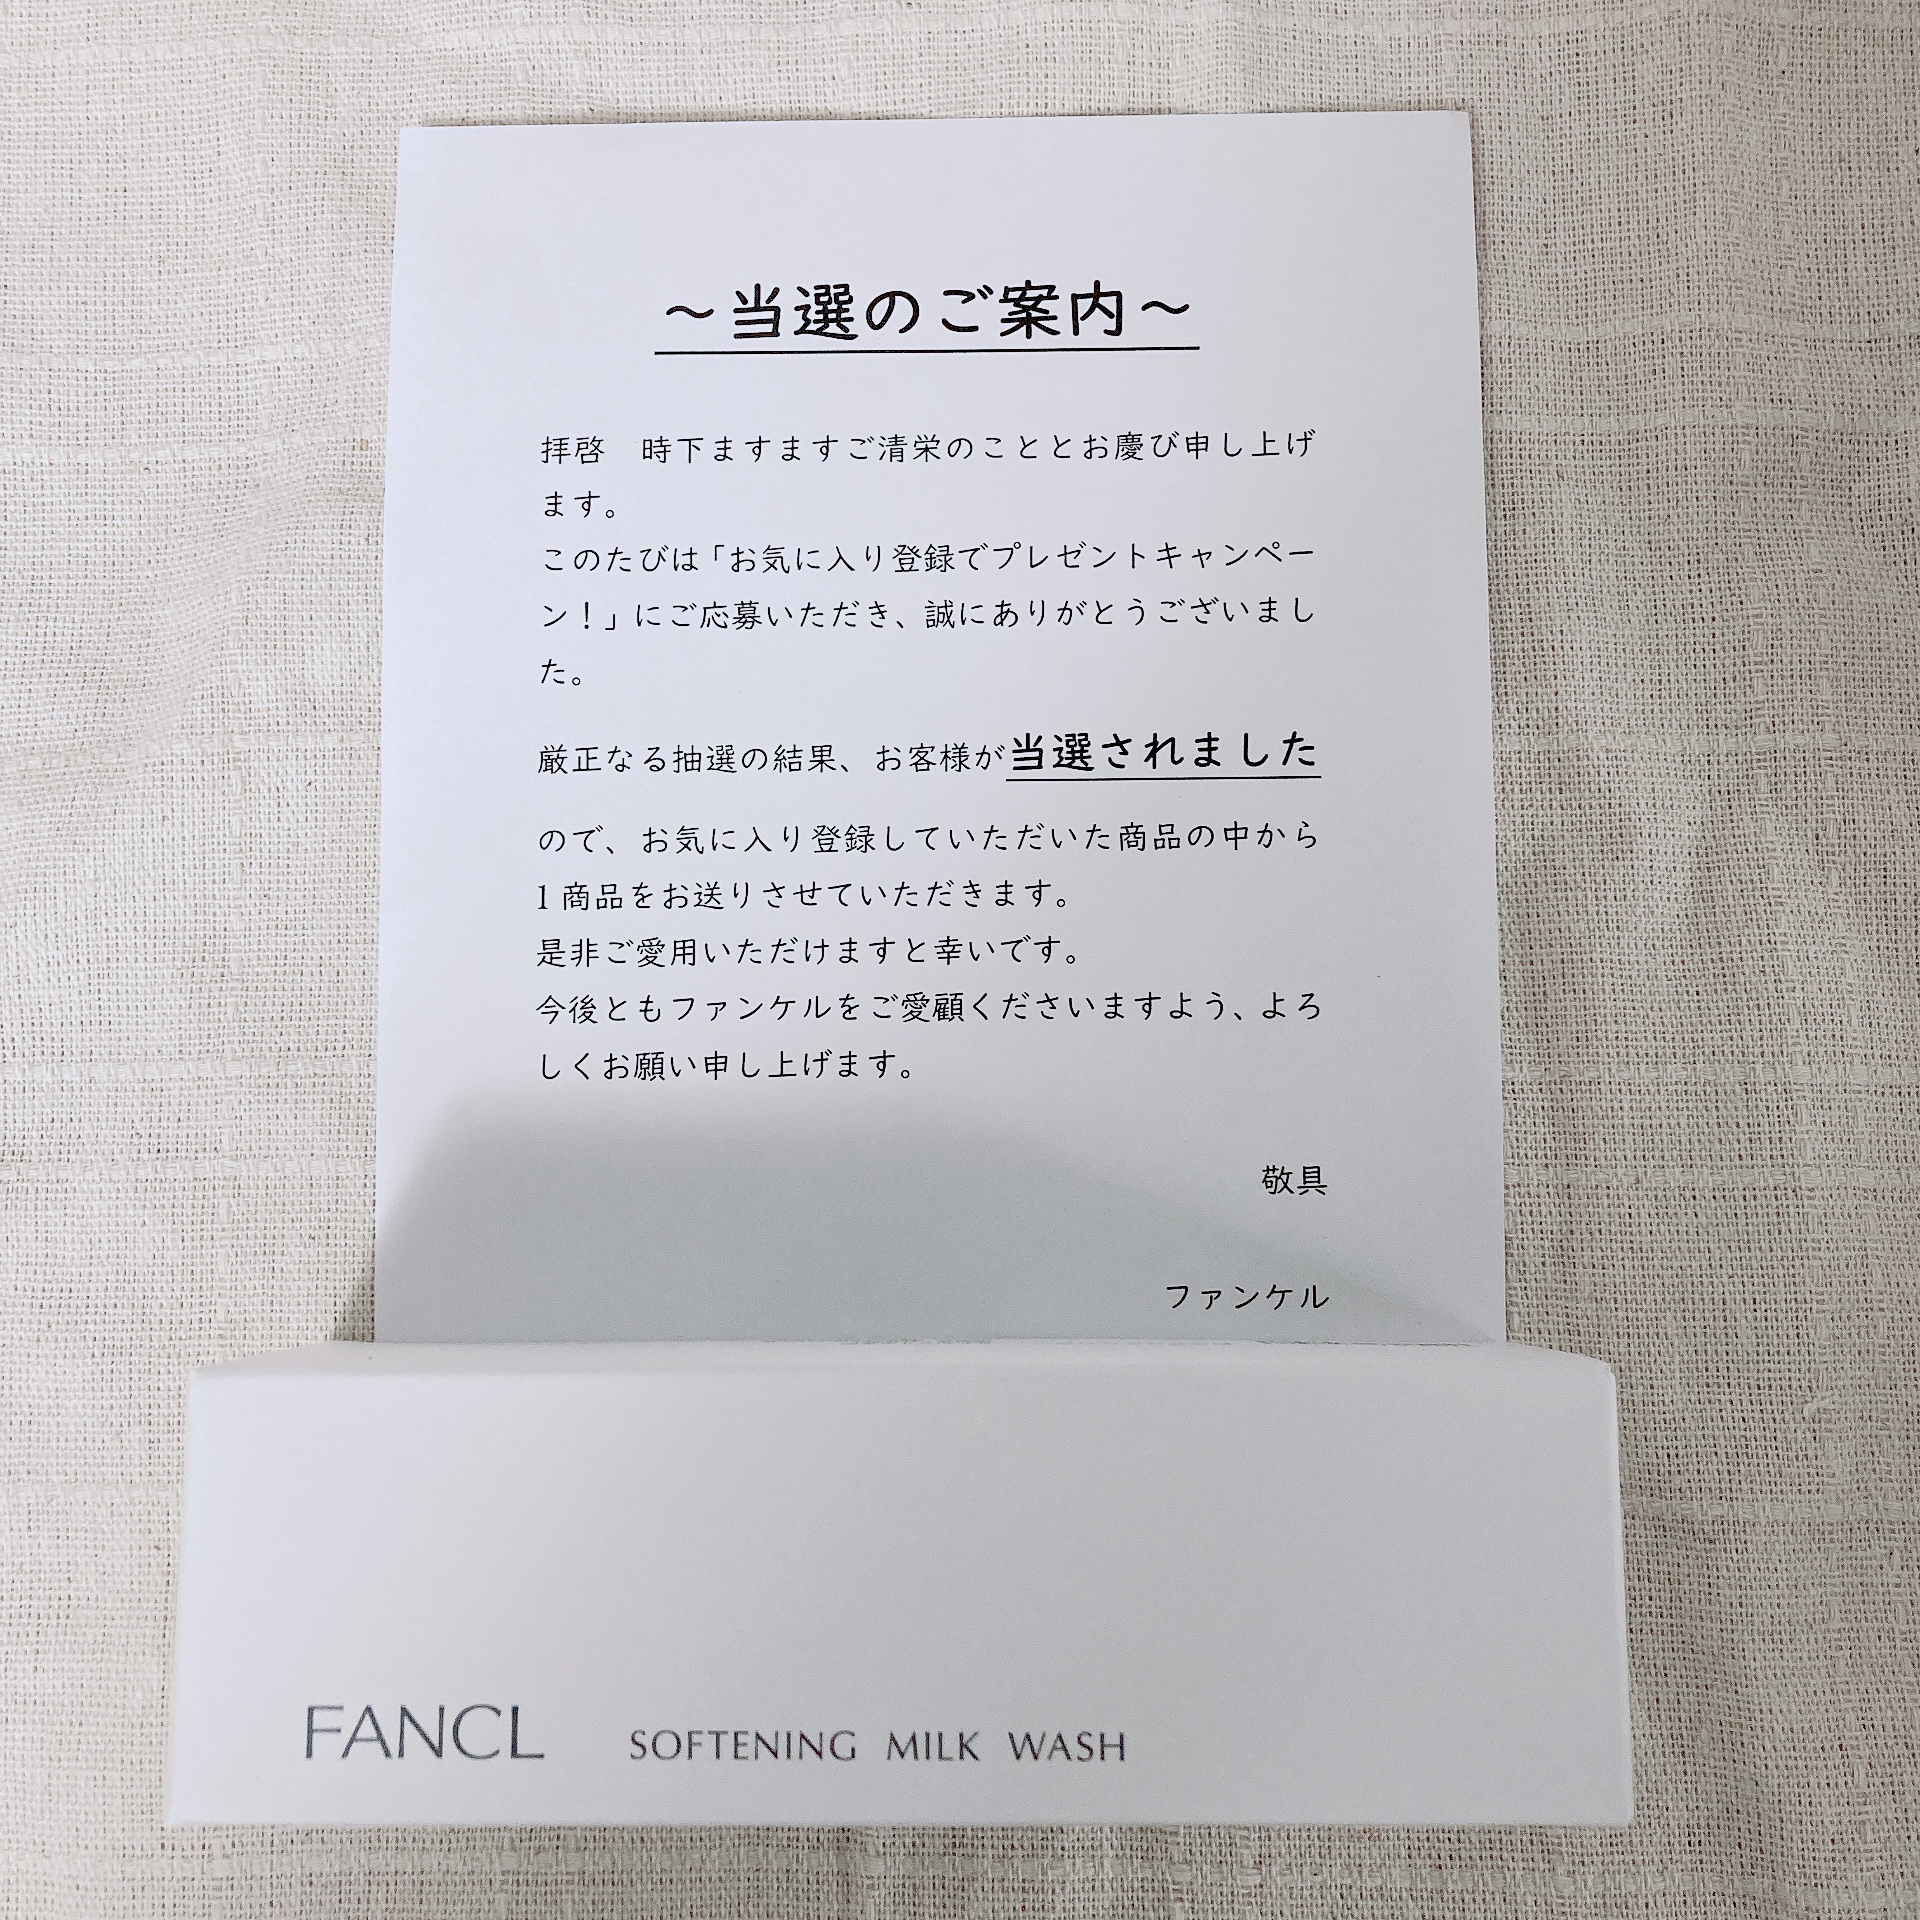 ～当選のご案内～
拝啓　時下ますますご清栄のこととお慶び申し上げ
ます。
このたびは「お気に入り登録でプレゼントキャンペー
ン！」にご応募いただき、誠にありがとうございまし
た。
厳正なる抽選の結果、お客様が当選されました
ので、お気に入り登録していただいた商品の中から
1商品をお送りさせていただきます。
是非ご愛用いただけますと幸いです。
今後ともファンケルをご愛顧くださいますよう、よろ
しくお願い申し上げます。
敬具
ファンケル
FANCL SOFTENING MILK WASH